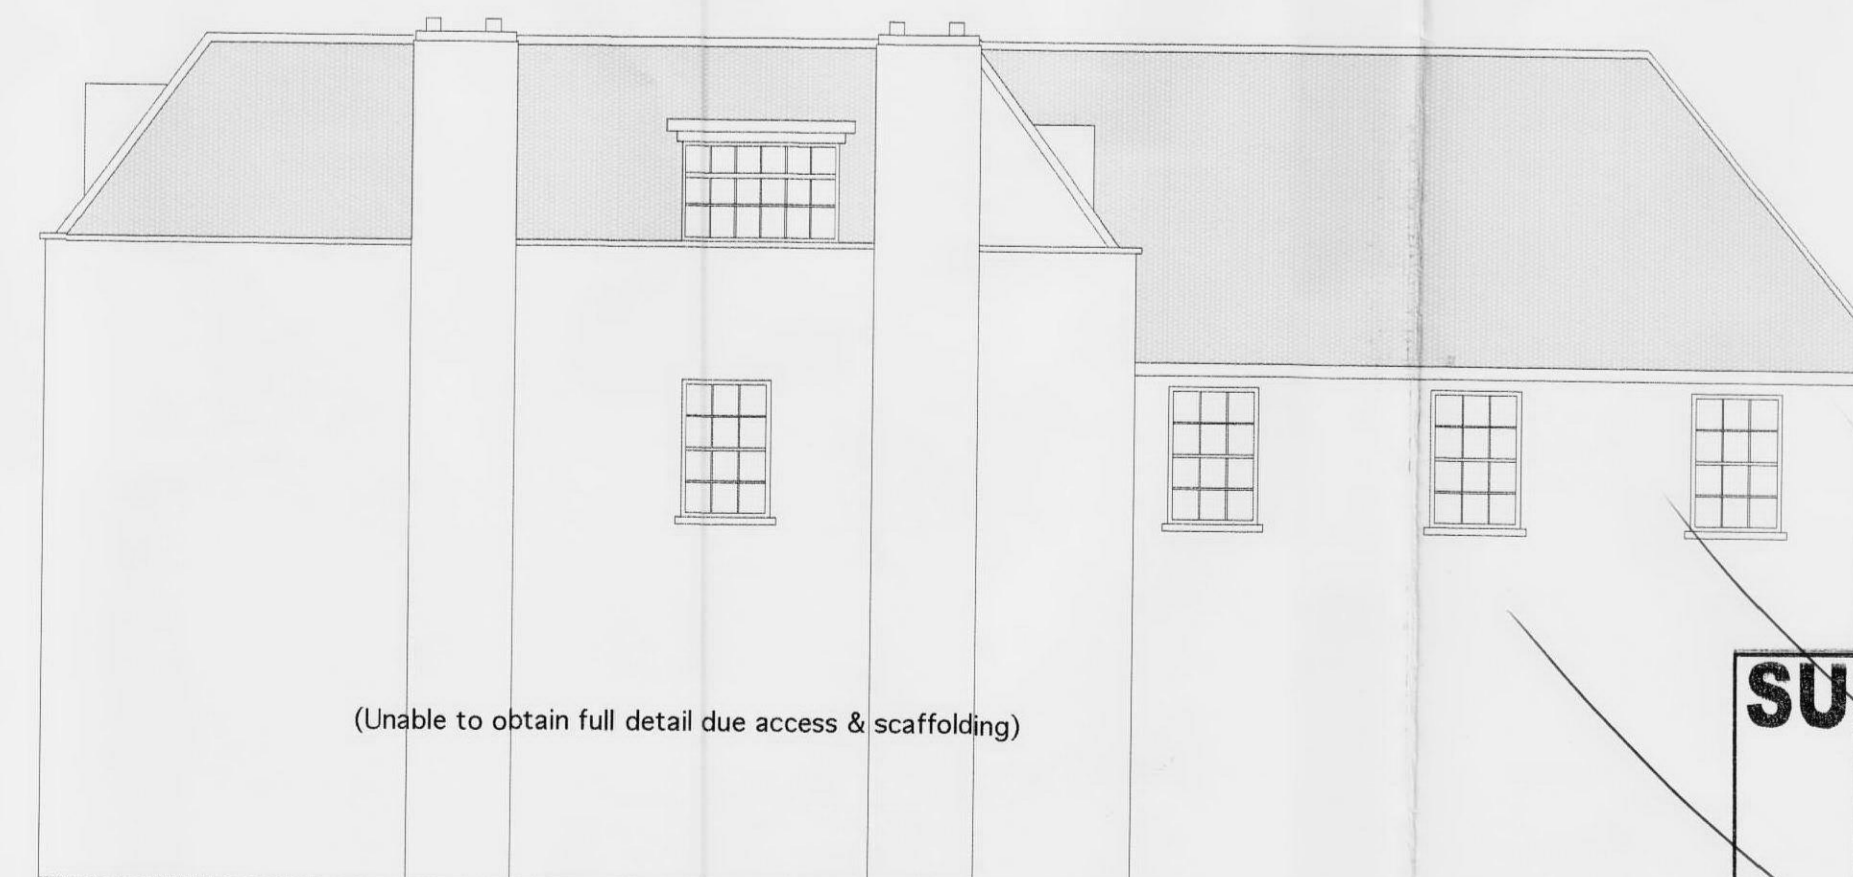 (Unable to obtain full detail due access & scaffolding)
SU